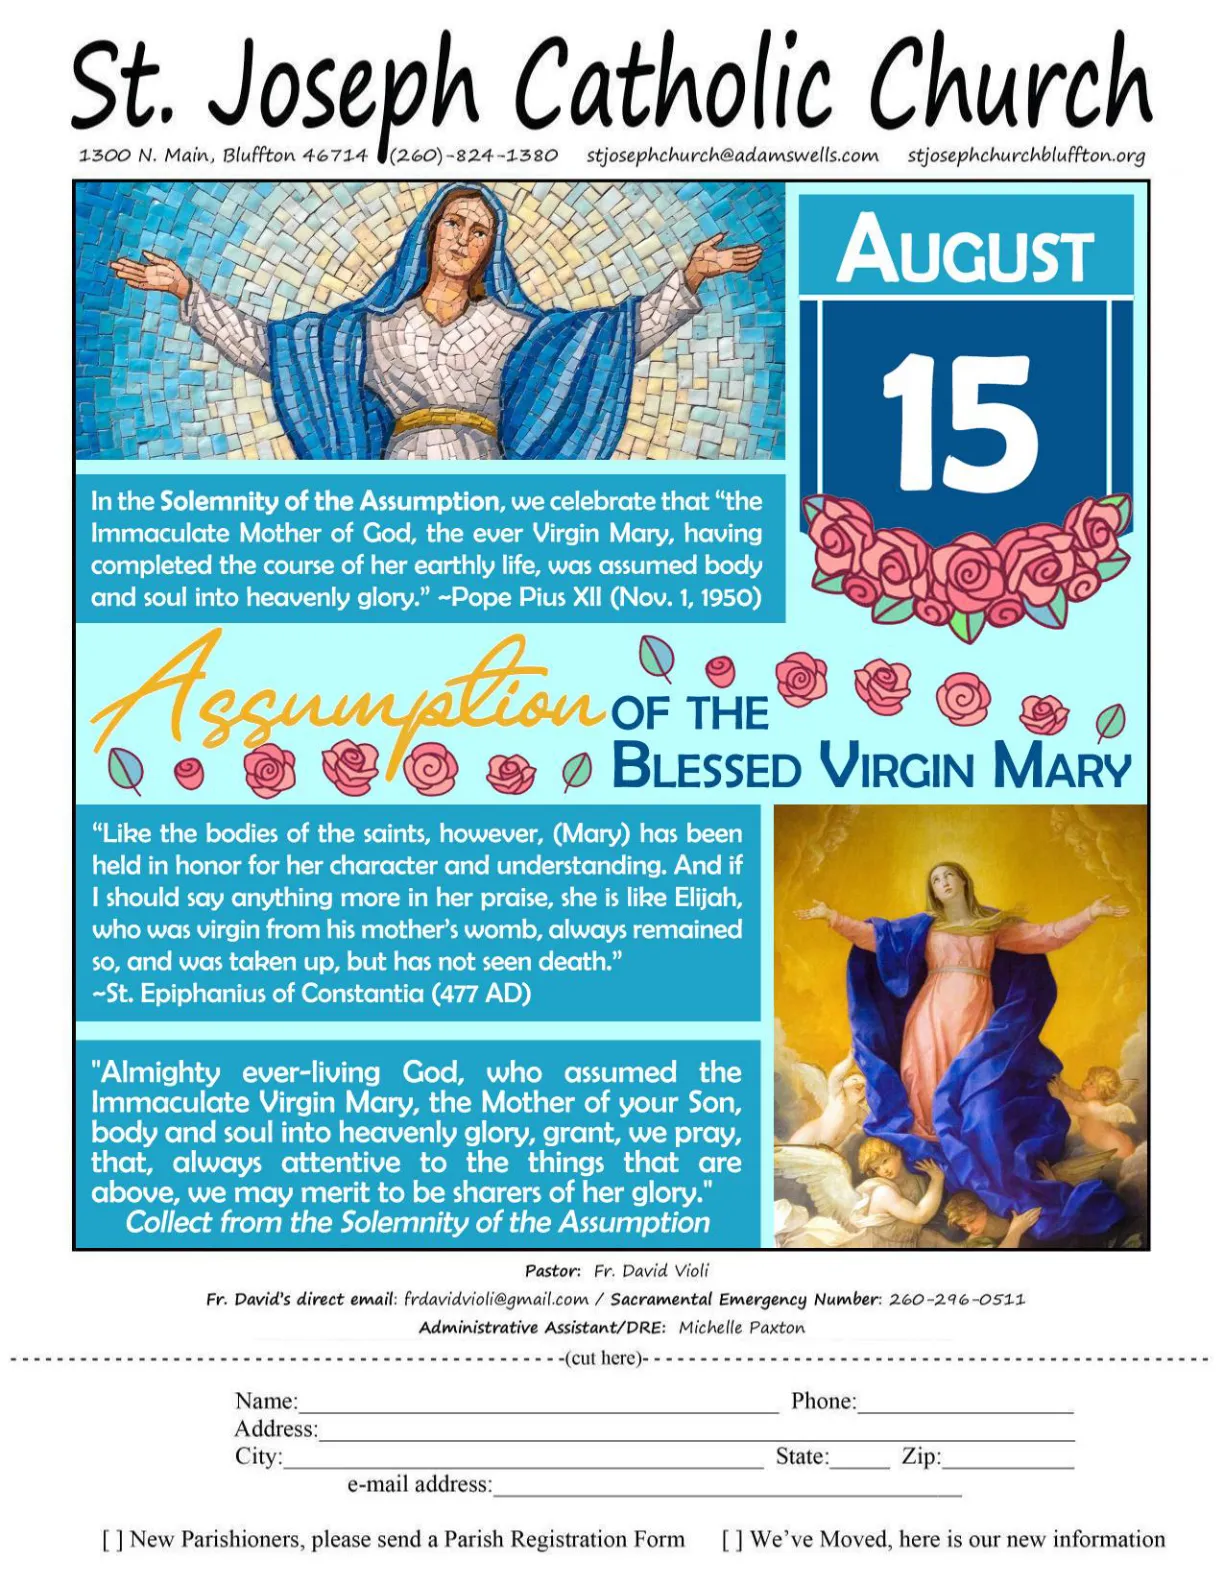 St. Joseph Catholic Church
1300 N. Main, Bluffton 46714 (260)-824-1380 stjosephchurch@adamswells.com stjosephchurchbluffton.org
AUGUST
15
In the Solemnity of the Assumption, we celebrate that “the
Immaculate Mother of God, the ever Virgin Mary, having
completed the course of her earthly life, was assumed body
and soul into heavenly glory.” ~Pope Pius XII (Nov. 1, 1950)
Assumption OF THE
BLESSED VIRGIN MARY
“Like the bodies of the saints, however, (Mary) has been
held in honor for her character and understanding. And if
I should say anything more in her praise, she is like Elijah,
who was virgin from his mother’s womb, always remained
so, and was taken up, but has not seen death.”
~St. Epiphanius of Constantia (477 AD)
"Almighty ever-living God, who assumed the
Immaculate Virgin Mary, the Mother of your Son,
body and soul into heavenly glory, grant, we pray,
that, always attentive to the things that are
above, we may merit to be sharers of her glory."
Collect from the Solemnity of the Assumption
Pastor: Fr. David Violi
Fr. David’s direct email: frdavidvioli@gmail.com / Sacramental Emergency Number: 260-296-0511
Administrative Assistant/DRE: Michelle Paxton
(cut here)
Name: Phone:
Address:
City: State: Zip:
e-mail address:
[ ] New Parishioners, please send a Parish Registration Form [ ] We’ve Moved, here is our new information